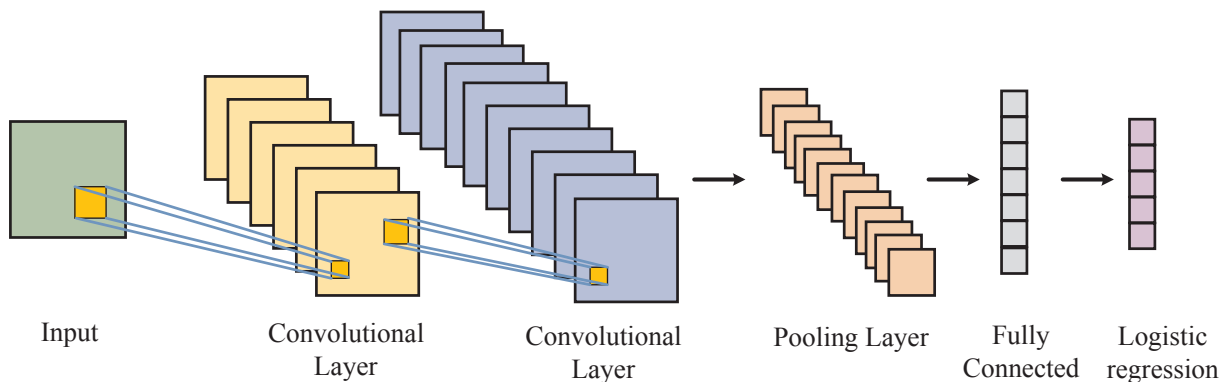 Input
Convolutional
Layer
Convolutional
Layer
Pooling Layer
Fully
Connected
Logistic
regression